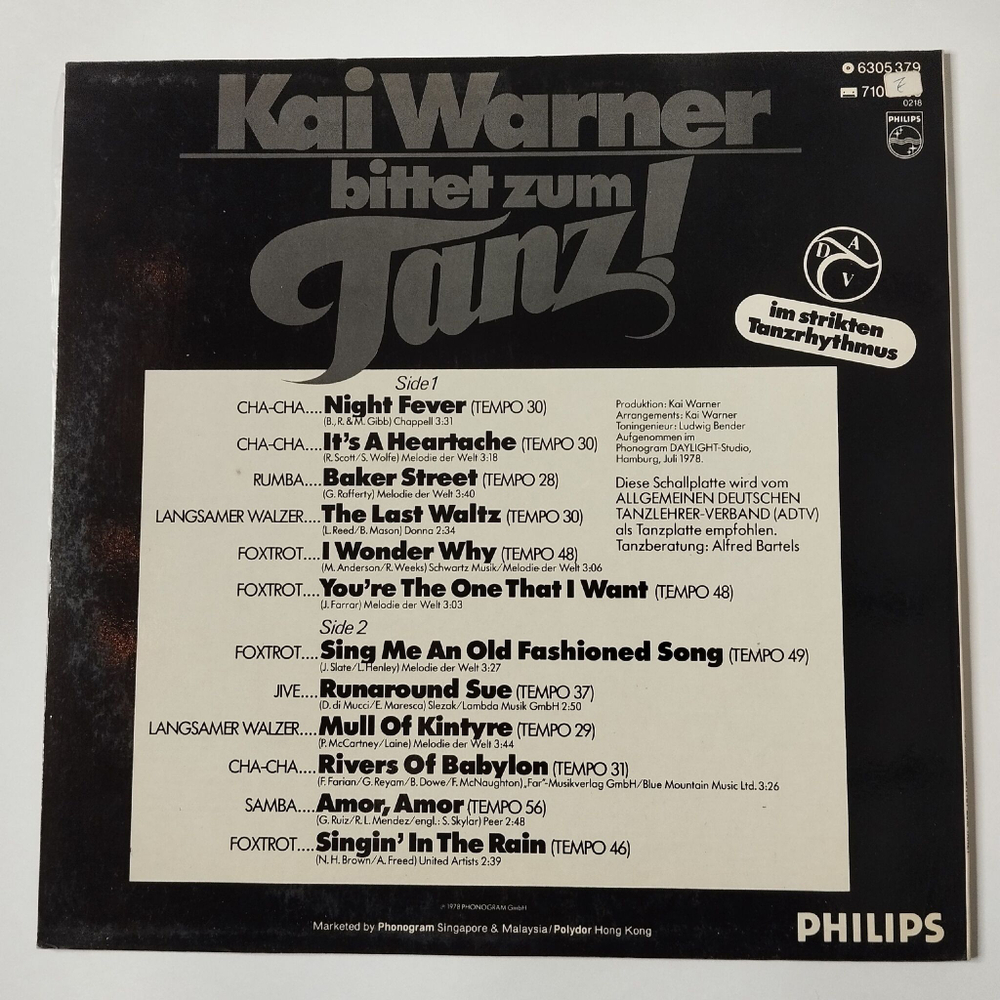 Kai Warner
bittet zum
Tanz!
6305 379
710
0218
PHILIPS
D A V
im strikten
Tanzrhythmus
Side 1
CHA-CHA....Night Fever (TEMPO 30)
(B., R. & M. Gibb) Chappell 3:31
CHA-CHA....It's A Heartache (TEMPO 30)
(R. Scott/S. Wolfe) Melodie der Welt 3:18
RUMBA....Baker Street (TEMPO 28)
(G. Rafferty) Melodie der Welt 3:40
LANGSAMER WALZER....The Last Waltz (TEMPO 30)
(L. Reed/B. Mason) Donna 2:34
FOXTROT....I Wonder Why (TEMPO 48)
(M. Anderson/R. Weeks) Schwartz Musik/Melodie der Welt 3:06
FOXTROT....You're The One That I Want (TEMPO 48)
(J. Farrar) Melodie der Welt 3:03
Produktion: Kai Warner
Arrangements: Kai Warner
Toningenieur: Ludwig Bender
Aufgenommen im
Phonogram DAYLIGHT-Studio,
Hamburg, Juli 1978.
Diese Schallplatte wird vom
ALLGEMEINEN DEUTSCHEN
TANZLEHRER-VERBAND (ADTV)
als Tanzplatte empfohlen.
Tanzberatung: Alfred Bartels
Side 2
FOXTROT....Sing Me An Old Fashioned Song (TEMPO 49)
(J. Slate/L. Henley) Melodie der Welt 3:27
JIVE....Runaround Sue (TEMPO 37)
(D. di Mucci/E. Maresca) Slezak/Lambda Musik GmbH 2:50
LANGSAMER WALZER....Mull Of Kintyre (TEMPO 29)
(P. McCartney/Laine) Melodie der Welt 3:44
CHA-CHA....Rivers Of Babylon (TEMPO 31)
(F. Farian/G. Reyam/B. Dowe/F. McNaughton) „Far"-Musikverlag GmbH/Blue Mountain Music Ltd. 3:26
SAMBA....Amor, Amor (TEMPO 56)
(G. Ruiz/R. L. Mendez/engl.: S. Skylar) Peer 2:48
FOXTROT....Singin' In The Rain (TEMPO 46)
(N. H. Brown/A. Freed) United Artists 2:39
℗ 1978 PHONOGRAM GmbH
Marketed by Phonogram Singapore & Malaysia/Polydor Hong Kong
PHILIPS